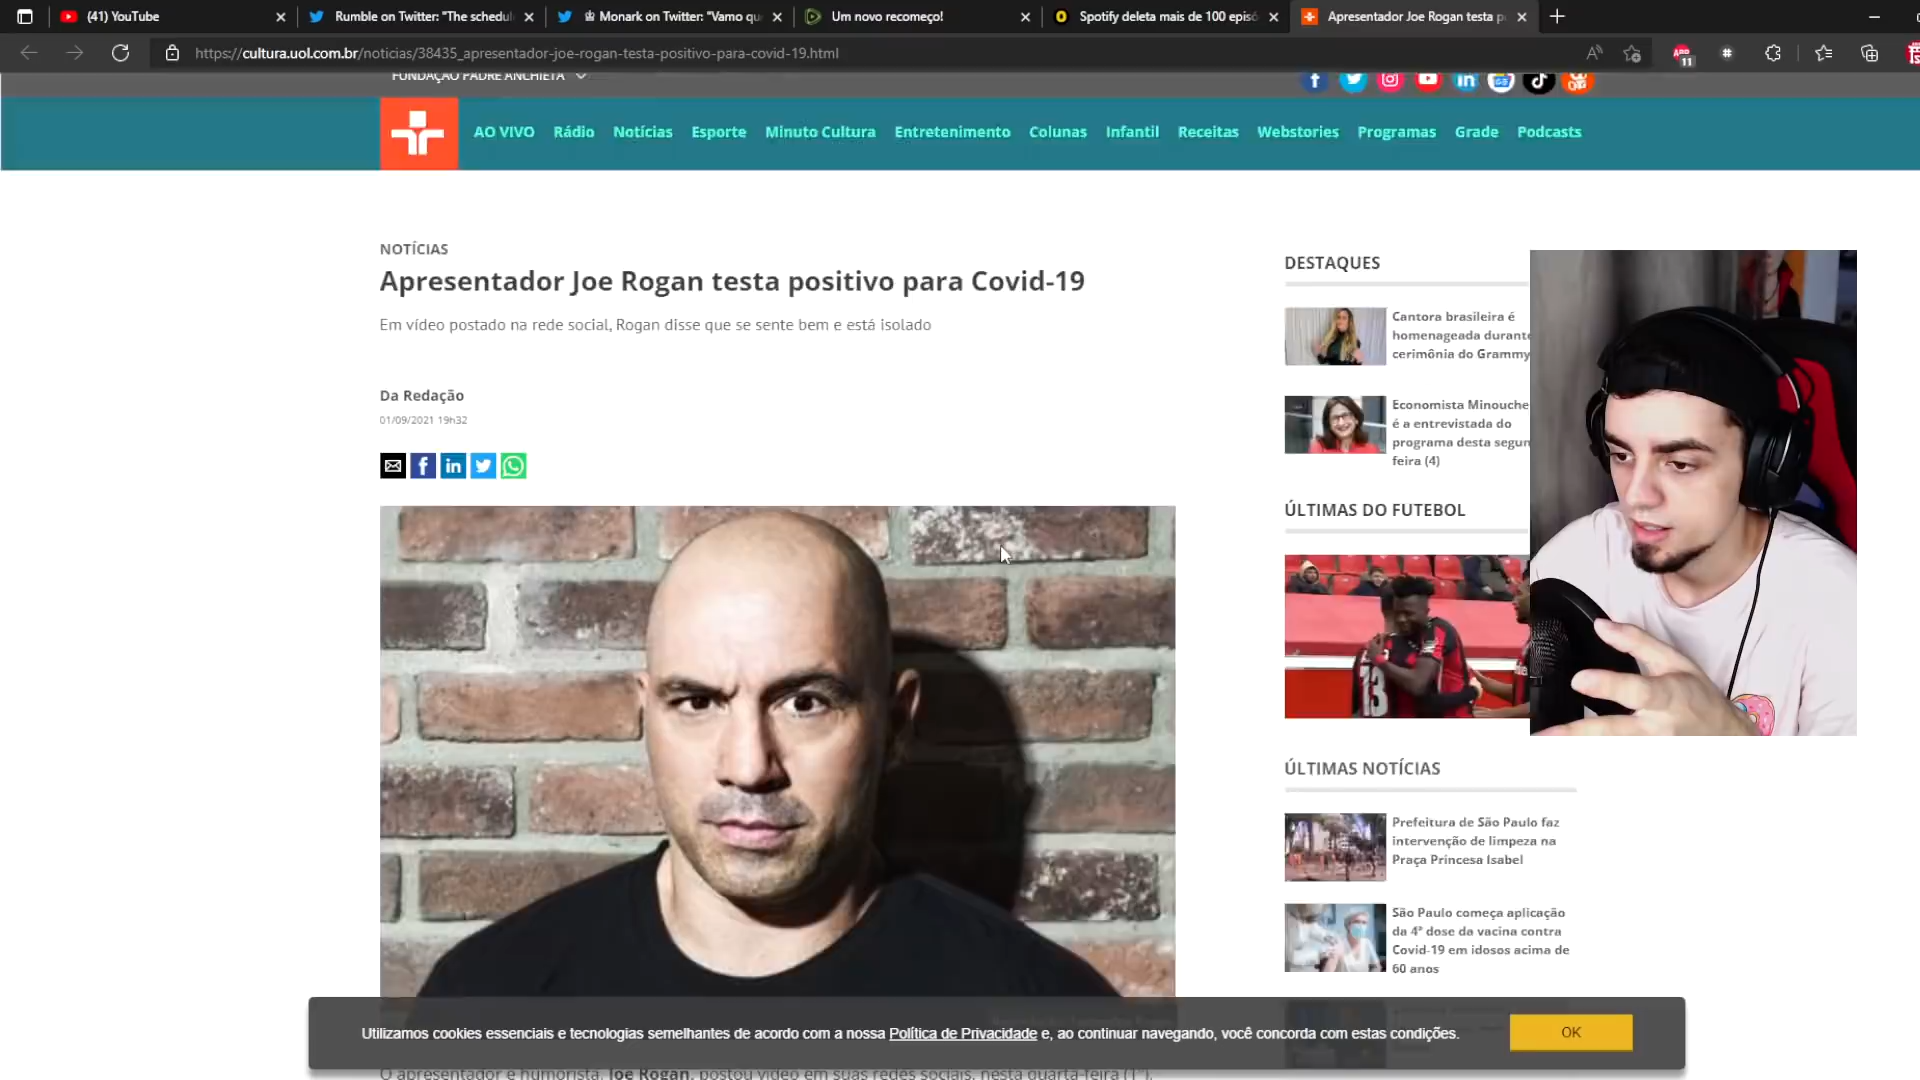 (41) YouTube
Rumble on Twitter: "The schedul
Monark on Twitter: "Vamo qu
Um novo recomeço!
Spotify deleta mais de 100 episó
Apresentador Joe Rogan testa p
https://cultura.uol.com.br/noticias/38435_apresentador-joe-rogan-testa-positivo-para-covid-19.html
11
FUNDAÇÃO PADRE ANCHIETA
AO VIVO Rádio Notícias Esporte Minuto Cultura Entretenimento Colunas Infantil Receitas Webstories Programas Grade Podcasts
NOTÍCIAS
Apresentador Joe Rogan testa positivo para Covid-19
Em vídeo postado na rede social, Rogan disse que se sente bem e está isolado
Da Redação
01/09/2021 19h32
DESTAQUES
Cantora brasileira é
homenageada durante
cerimônia do Grammy
Economista Minouche
é a entrevistada do
programa desta segun
feira (4)
ÚLTIMAS DO FUTEBOL
13
ÚLTIMAS NOTÍCIAS
Prefeitura de São Paulo faz
intervenção de limpeza na
Praça Princesa Isabel
São Paulo começa aplicação
da 4ª dose da vacina contra
Covid-19 em idosos acima de
60 anos
Utilizamos cookies essenciais e tecnologias semelhantes de acordo com a nossa Política de Privacidade e, ao continuar navegando, você concorda com estas condições.
OK
O apresentador e humorista, Joe Rogan, postou vídeo em suas redes sociais, nesta quarta-feira (1°),